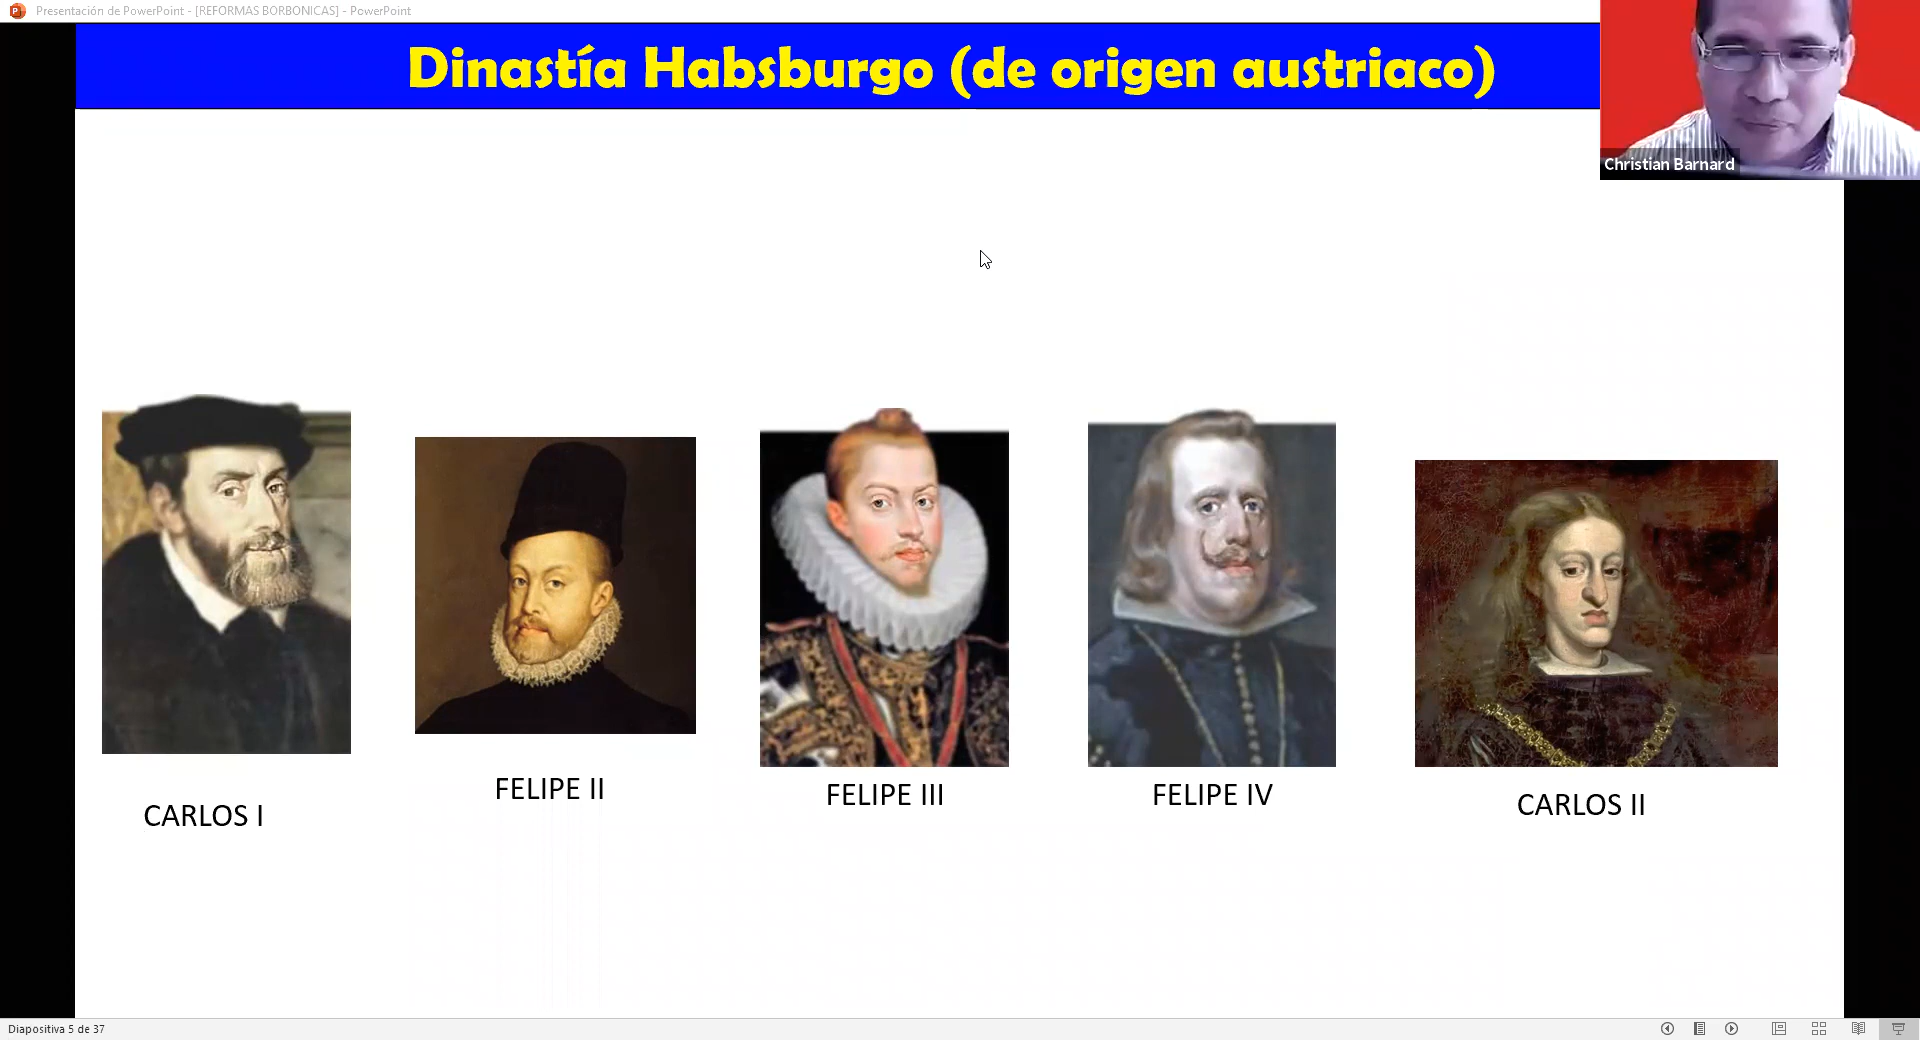 Presentación de PowerPoint - [REFORMAS BORBONICAS] - PowerPoint
Dinastía Habsburgo (de origen austriaco)
Christian Barnard
CARLOS I
FELIPE II
FELIPE III
FELIPE IV
CARLOS II
Diapositiva 5 de 37